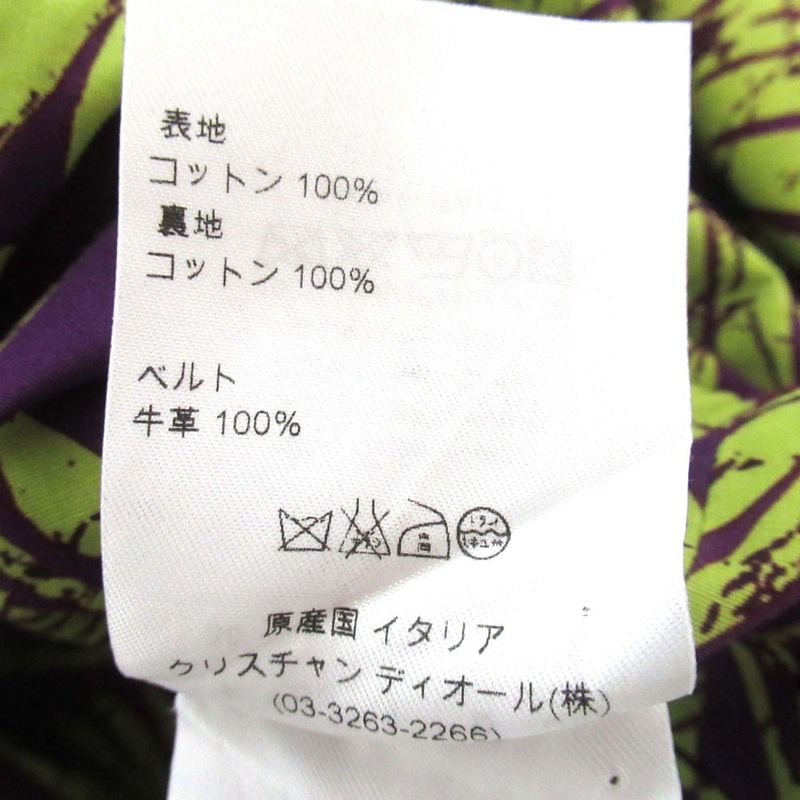 表地
コットン 100%
裏地
コットン 100%
ベルト
牛革 100%
高
原産国 イタリア
クリスチャン ディオール(株)
(03-3263-2266)